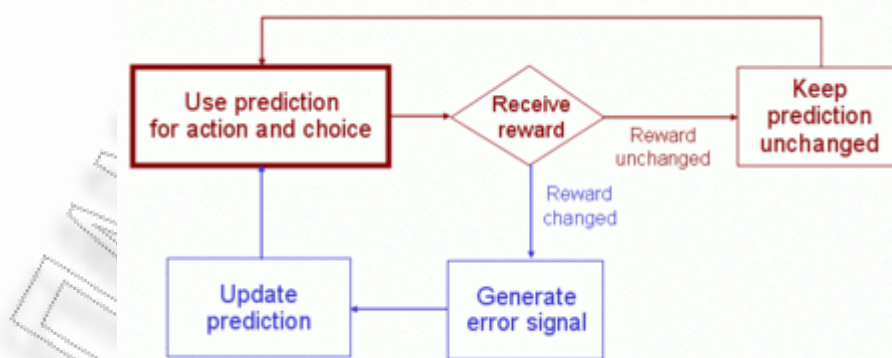 Use prediction
for action and choice
Receive
reward
Reward
unchanged
Keep
prediction
unchanged
Reward
changed
Generate
error signal
Update
prediction